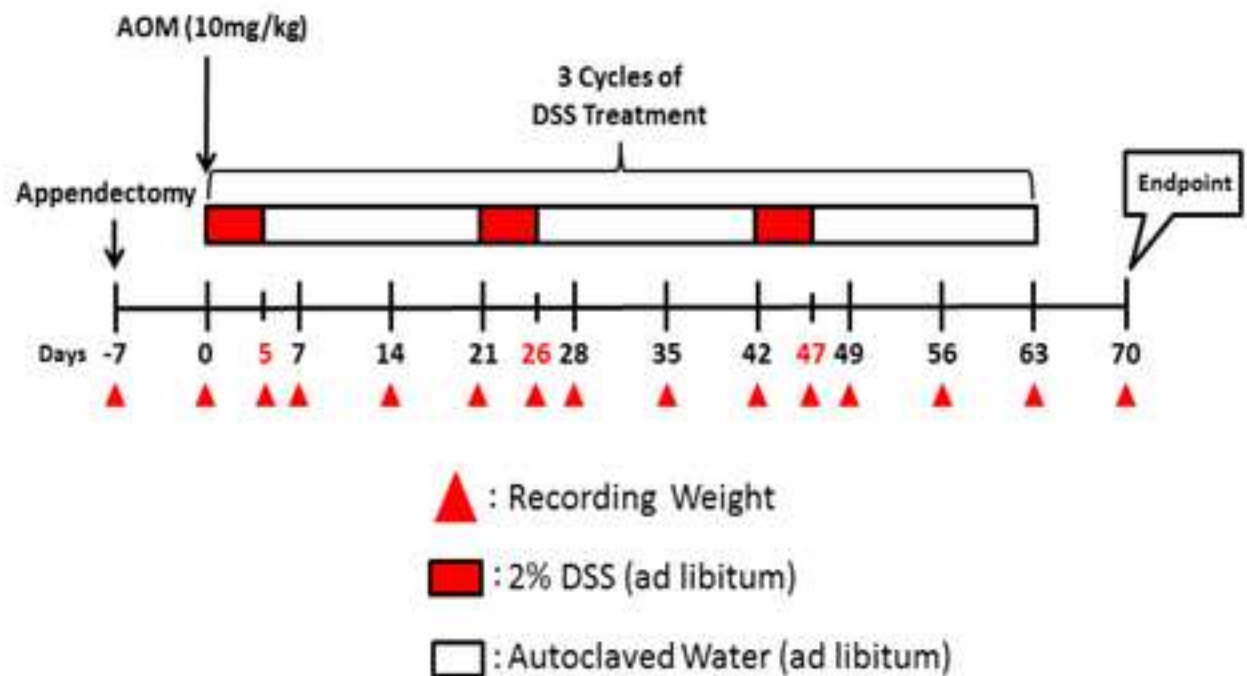 AOM (10mg/kg)
3 Cycles of
DSS Treatment
Appendectomy
Endpoint
Days -7 0 5 7 14 21 26 28 35 42 47 49 56 63 70
: Recording Weight
: 2% DSS (ad libitum)
: Autoclaved Water (ad libitum)